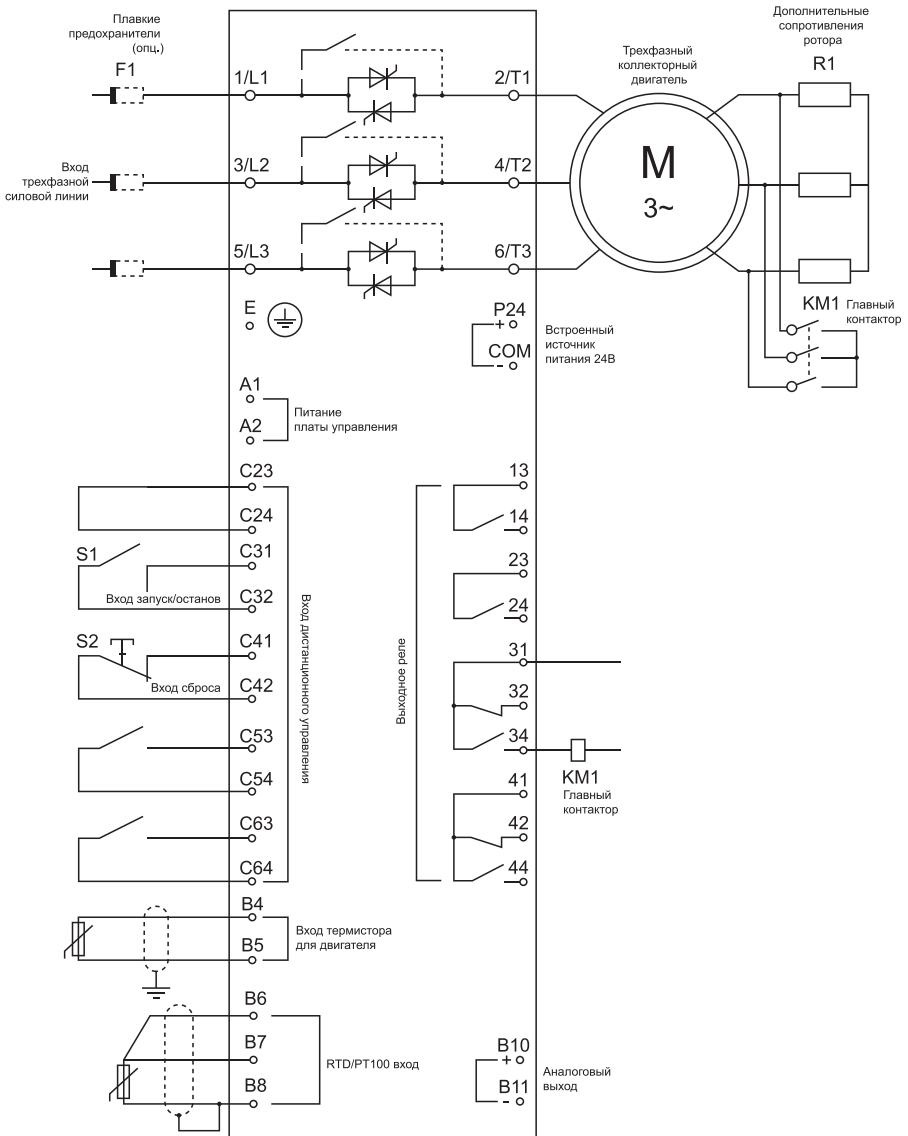 Плавкие
предохранители
(опц.)
F1
Дополнительные
сопротивления
ротора
R1
Трехфазный
коллекторный
двигатель
1/L1
2/T1
Вход
трехфазной
силовой линии
3/L2
4/T2
M
3~
5/L3
6/T3
E
P24
+
COM
-
Встроенный
источник
питания 24В
KM1
Главный
контактор
A1
A2
Питание
платы управления
C23
C24
S1
C31
Вход запуск/останов
C32
S2
C41
Вход сброса
C42
C53
C54
C63
C64
Вход дистанционного управления
13
14
23
24
31
32
34
41
42
44
Выходное реле
KM1
Главный
контактор
B4
B5
Вход термистора
для двигателя
B6
B7
B8
RTD/PT100 вход
B10
+
B11
-
Аналоговый
выход